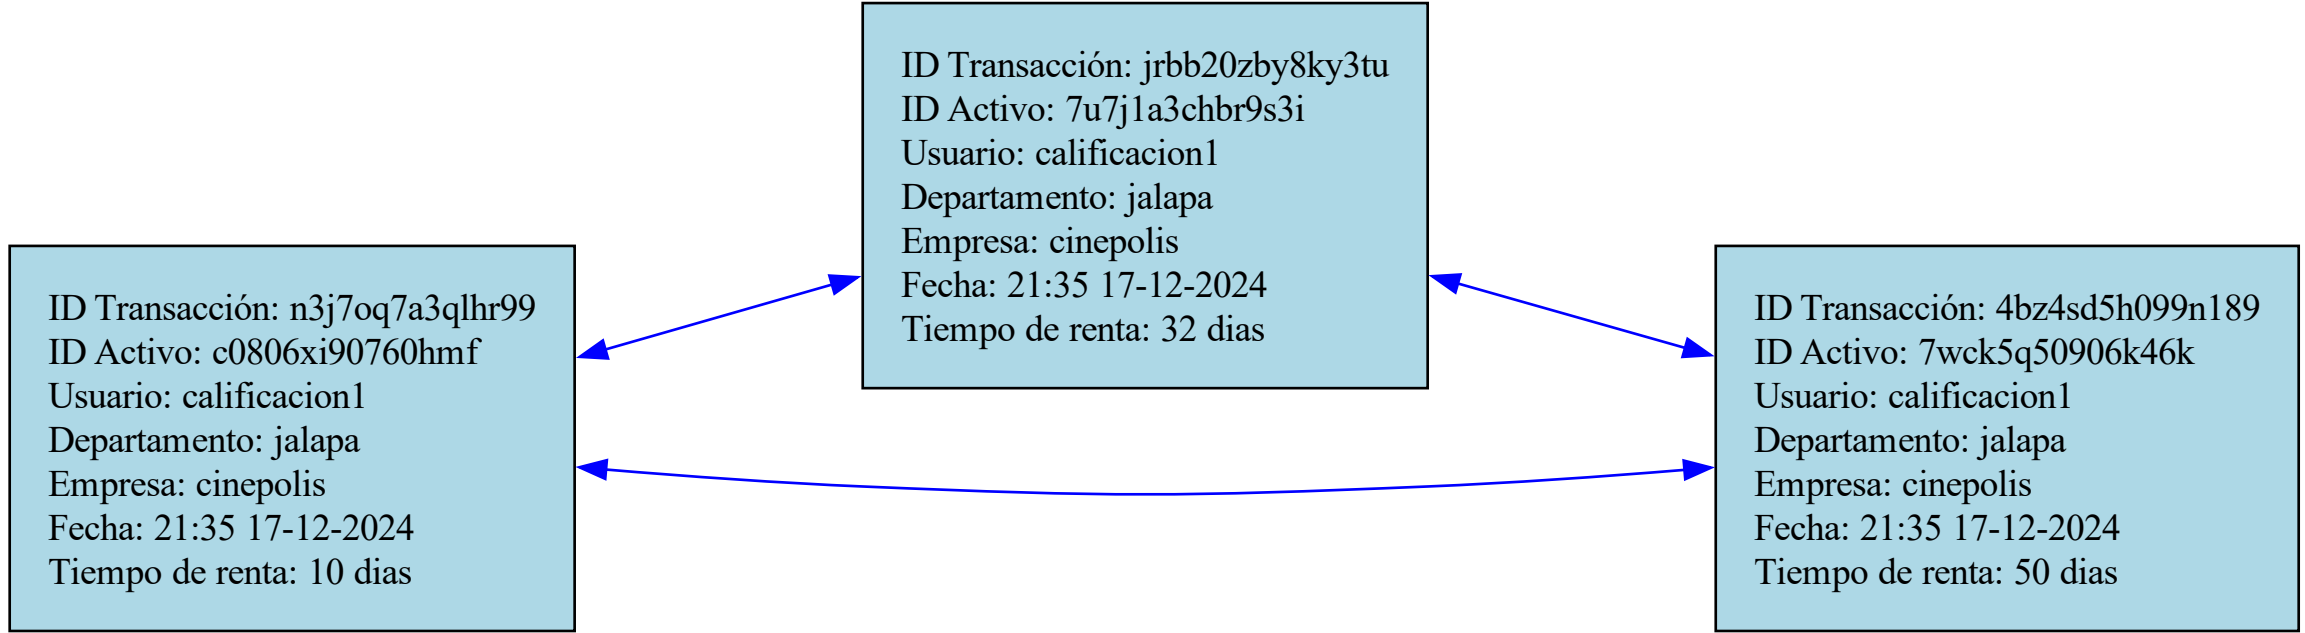 ID Transacción: n3j7oq7a3qlhr99
ID Activo: c0806xi90760hmf
Usuario: calificacion1
Departamento: jalapa
Empresa: cinepolis
Fecha: 21:35 17-12-2024
Tiempo de renta: 10 dias
ID Transacción: jrbb20zby8ky3tu
ID Activo: 7u7j1a3chbr9s3i
Usuario: calificacion1
Departamento: jalapa
Empresa: cinepolis
Fecha: 21:35 17-12-2024
Tiempo de renta: 32 dias
ID Transacción: 4bz4sd5h099n189
ID Activo: 7wck5q50906k46k
Usuario: calificacion1
Departamento: jalapa
Empresa: cinepolis
Fecha: 21:35 17-12-2024
Tiempo de renta: 50 dias